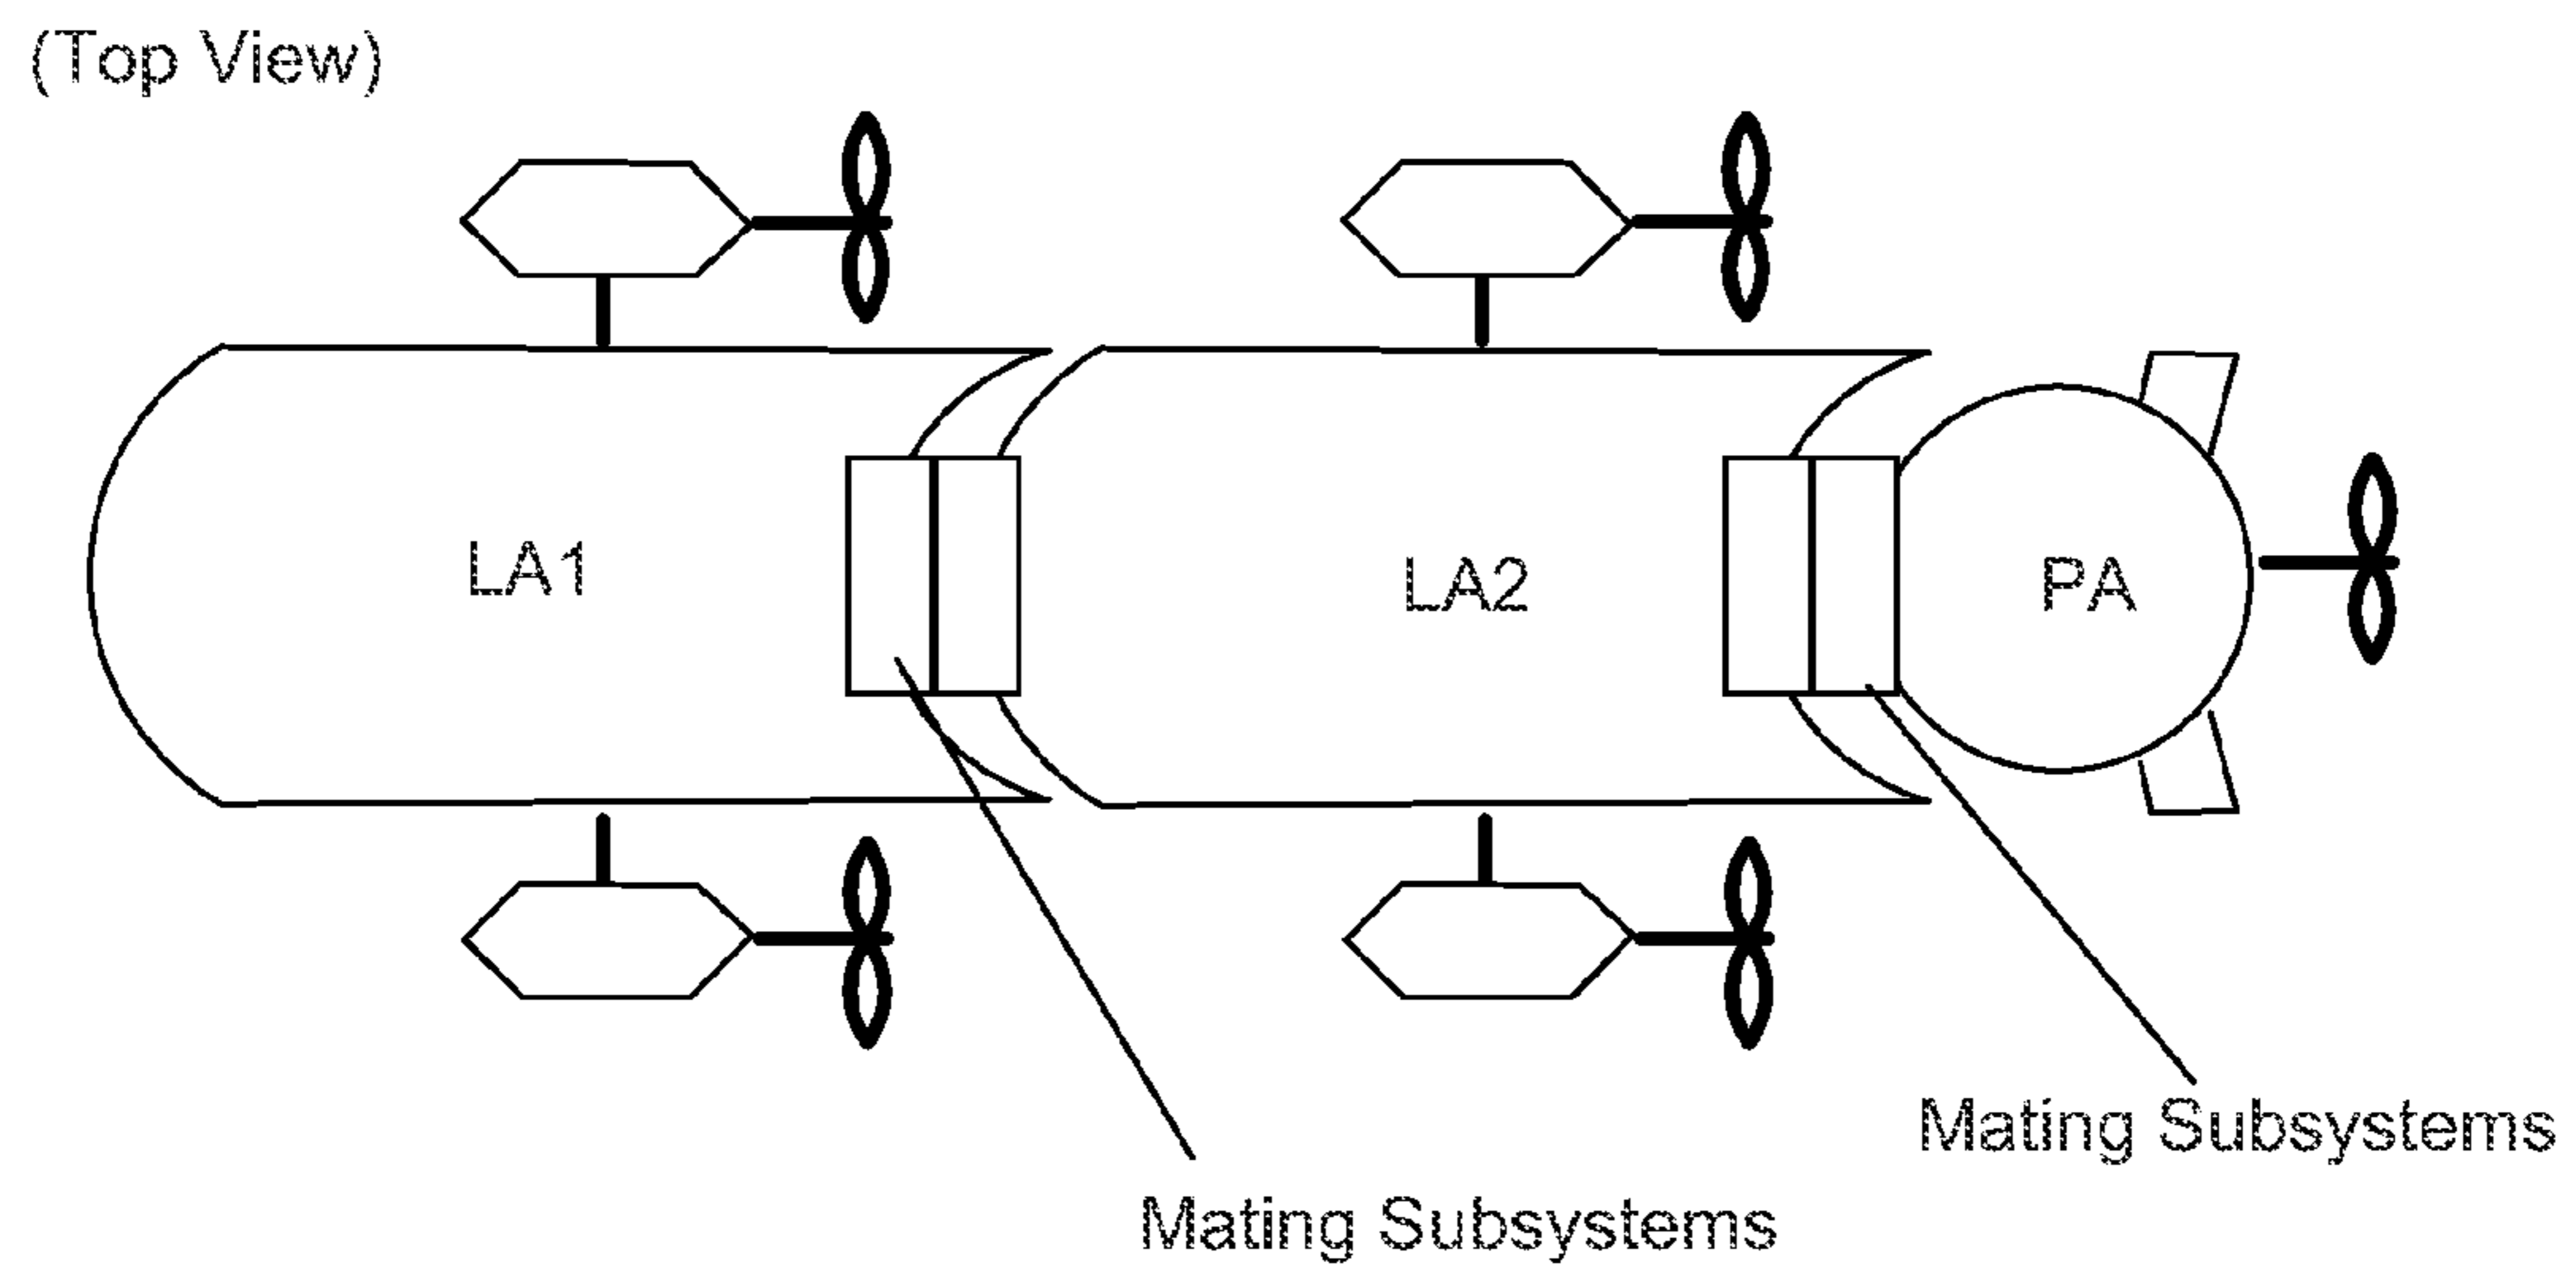 (Top View)
LA1
LA2
PA
Mating Subsystems
Mating Subsystems